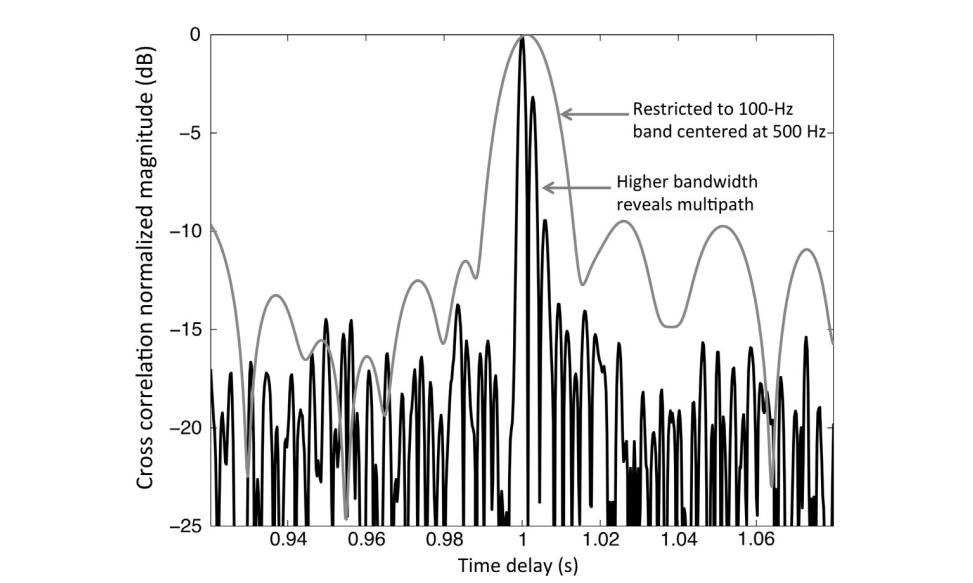 0
−5
−10
−15
−20
−25
Cross correlation normalized magnitude (dB)
Restricted to 100-Hz
band centered at 500 Hz
Higher bandwidth
reveals multipath
0.94 0.96 0.98 1 1.02 1.04 1.06
Time delay (s)